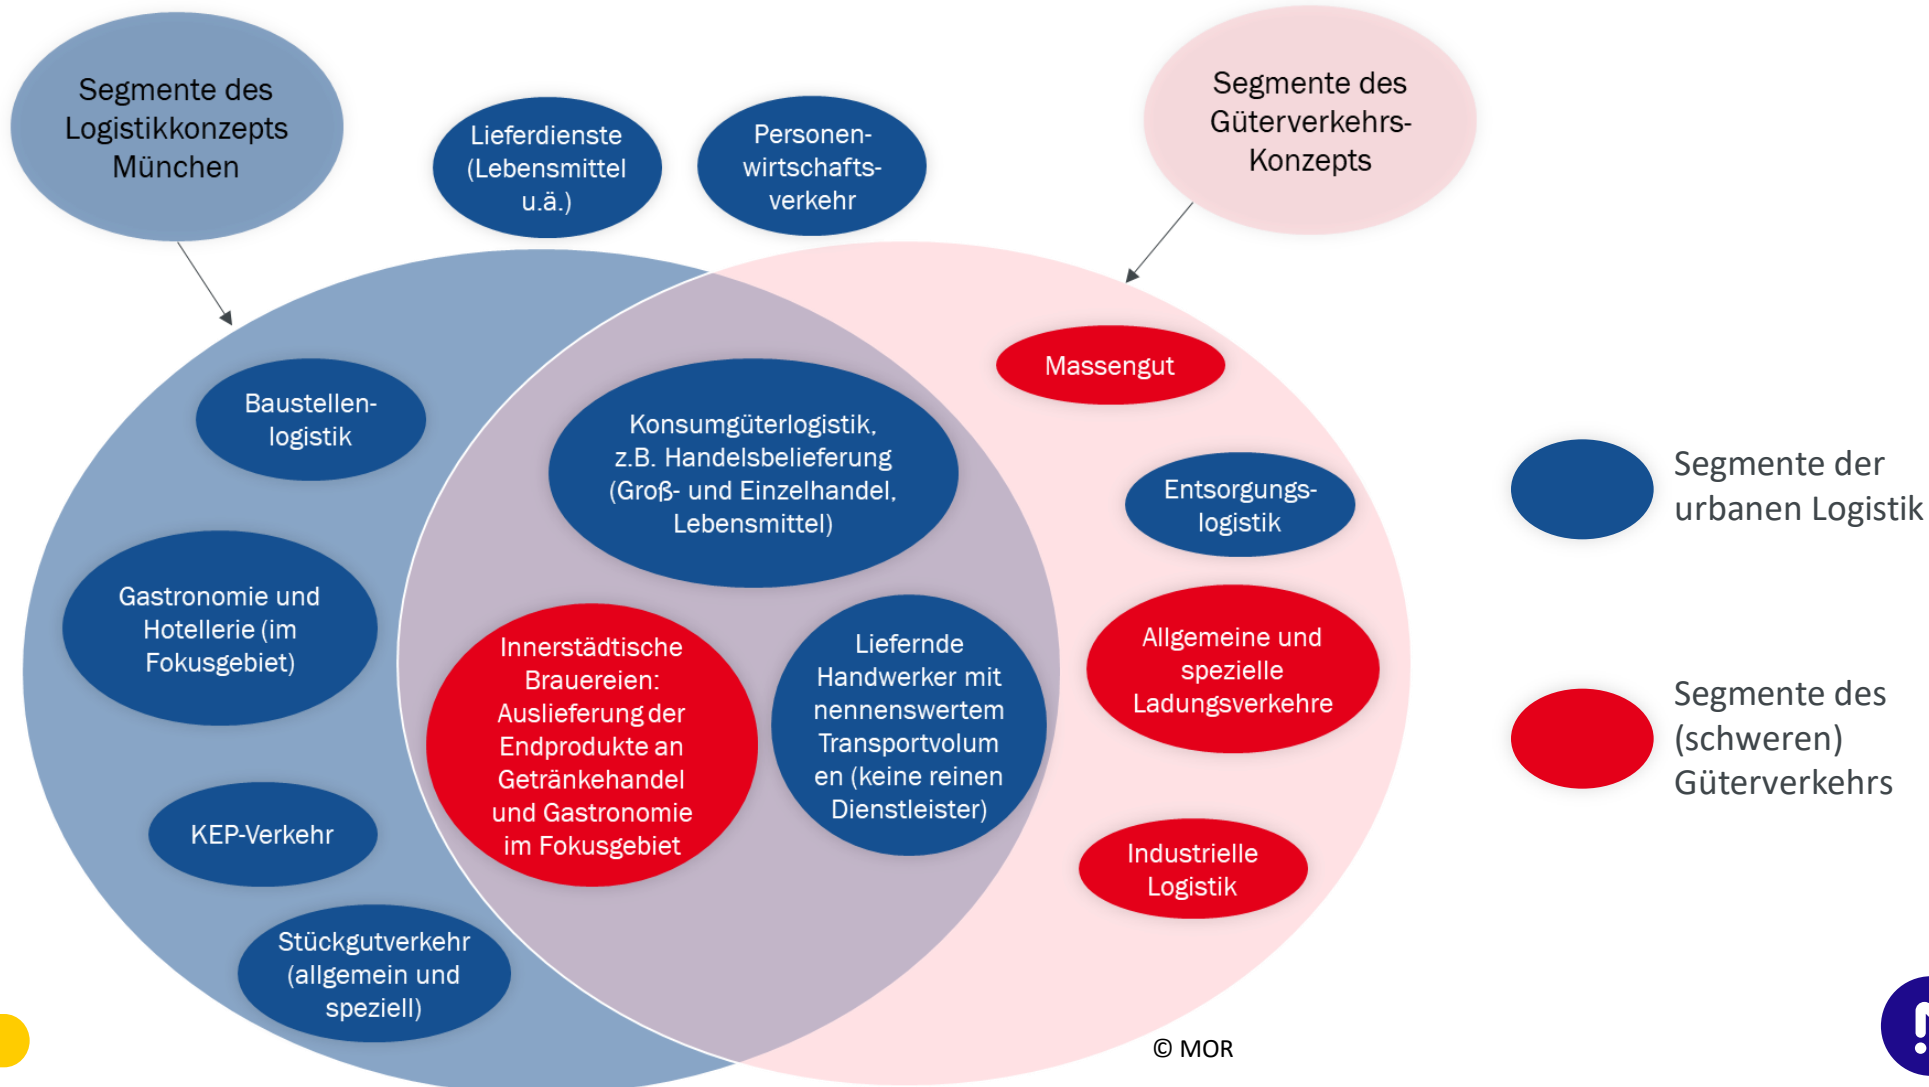 Segmente des
Logistikkonzepts
München
Lieferdienste
(Lebensmittel
u.ä.)
Personen-
wirtschafts-
verkehr
Segmente des
Güterverkehrs-
Konzepts
Baustellen-
logistik
Gastronomie und
Hotellerie (im
Fokusgebiet)
KEP-Verkehr
Stückgutverkehr
(allgemein und
speziell)
Konsumgüterlogistik,
z.B. Handelsbelieferung
(Groß- und Einzelhandel,
Lebensmittel)
Innerstädtische
Brauereien:
Auslieferung der
Endprodukte an
Getränkehandel
und Gastronomie
im Fokusgebiet
Liefernde
Handwerker mit
nennenswertem
Transportvolum
en (keine reinen
Dienstleister)
Massengut
Entsorgungs-
logistik
Allgemeine und
spezielle
Ladungsverkehre
Industrielle
Logistik
Segmente der
urbanen Logistik
Segmente des
(schweren)
Güterverkehrs
© MOR